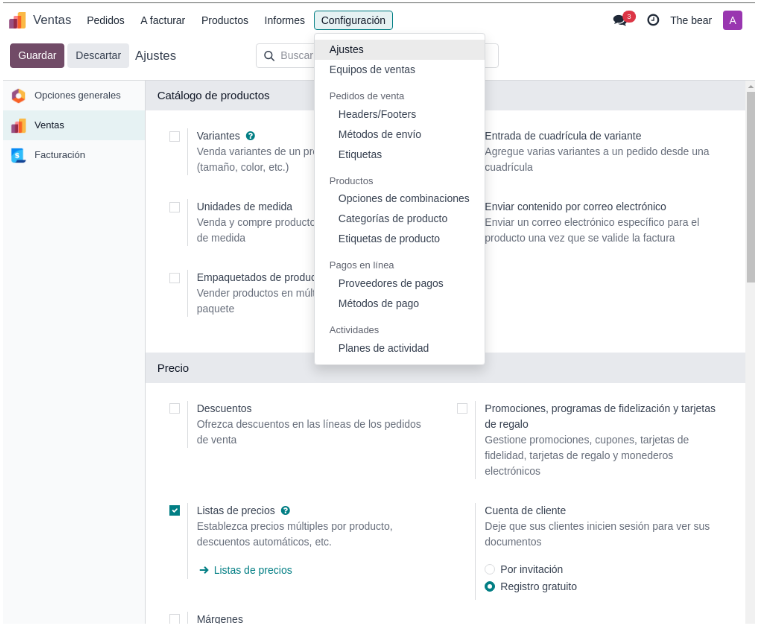 Ventas Pedidos A facturar Productos Informes Configuración 3 The bear A
Guardar Descartar Ajustes Buscar
Ajustes
Equipos de ventas
Pedidos de venta
Headers/Footers
Métodos de envío
Etiquetas
Productos
Opciones de combinaciones
Categorías de producto
Etiquetas de producto
Pagos en línea
Proveedores de pagos
Métodos de pago
Actividades
Planes de actividad
Opciones generales
Ventas
Facturación
Catálogo de productos
Variantes ?
Venda variantes de un
(tamaño, color, etc.)
Entrada de cuadrícula de variante
Agregue varias variantes a un pedido desde una
cuadrícula
Unidades de medida
Venda y compre producto
de medida
Enviar contenido por correo electrónico
Enviar un correo electrónico específico para el
producto una vez que se valide la factura
Empaquetados de
Vender productos en
paquete
Precio
Descuentos
Ofrezca descuentos en las líneas de los pedidos
de venta
Promociones, programas de fidelización y tarjetas
de regalo
Gestione promociones, cupones, tarjetas de
fidelidad, tarjetas de regalo y monederos
electrónicos
Listas de precios ?
Establezca precios múltiples por producto,
descuentos automáticos, etc.
Listas de precios
Cuenta de cliente
Deje que sus clientes inicien sesión para ver sus
documentos
Por invitación
Registro gratuito
Márgenes